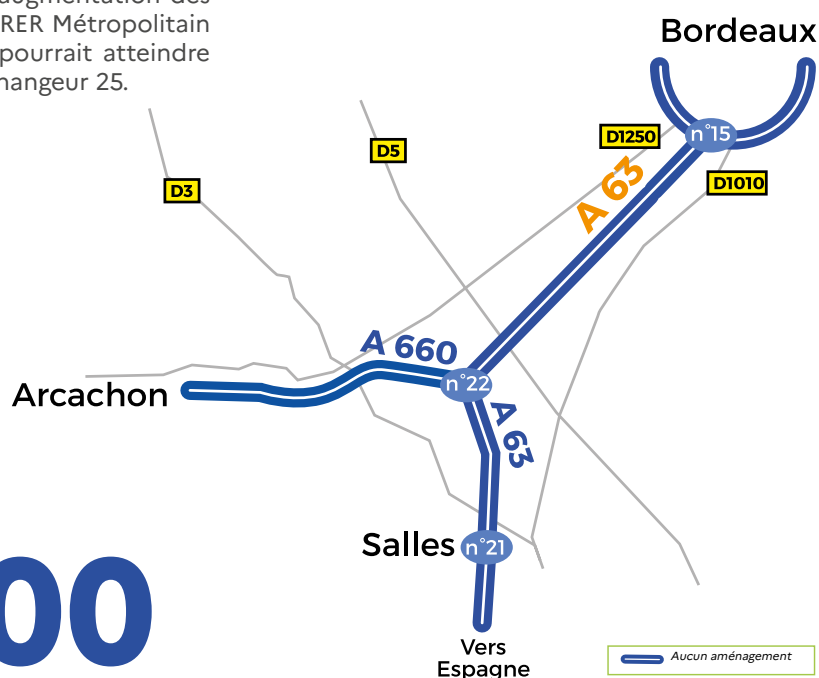 augmentation des
RER Métropolitain
pourrait atteindre
hangeur 25.
Bordeaux
D1250
n°15
D5
D3
D1010
A 63
A 660
Arcachon
n°22
A 63
Salles
n°21
00
Vers
Espagne
Aucun aménagement